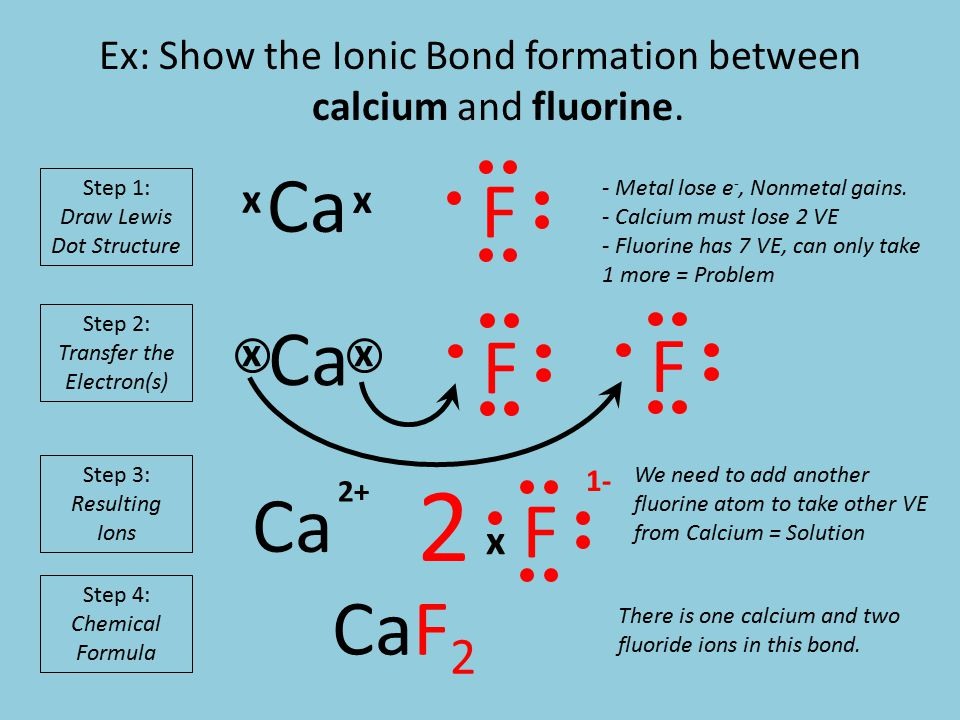 Ex: Show the Ionic Bond formation between
calcium and fluorine.
Step 1:
Draw Lewis
Dot Structure
x Ca x
F
- Metal lose e-, Nonmetal gains.
- Calcium must lose 2 VE
- Fluorine has 7 VE, can only take
1 more = Problem
Step 2:
Transfer the
Electron(s)
x Ca x
F
F
Step 3:
Resulting
Ions
Ca 2+
2 x F 1-
We need to add another
fluorine atom to take other VE
from Calcium = Solution
Step 4:
Chemical
Formula
CaF2
There is one calcium and two
fluoride ions in this bond.